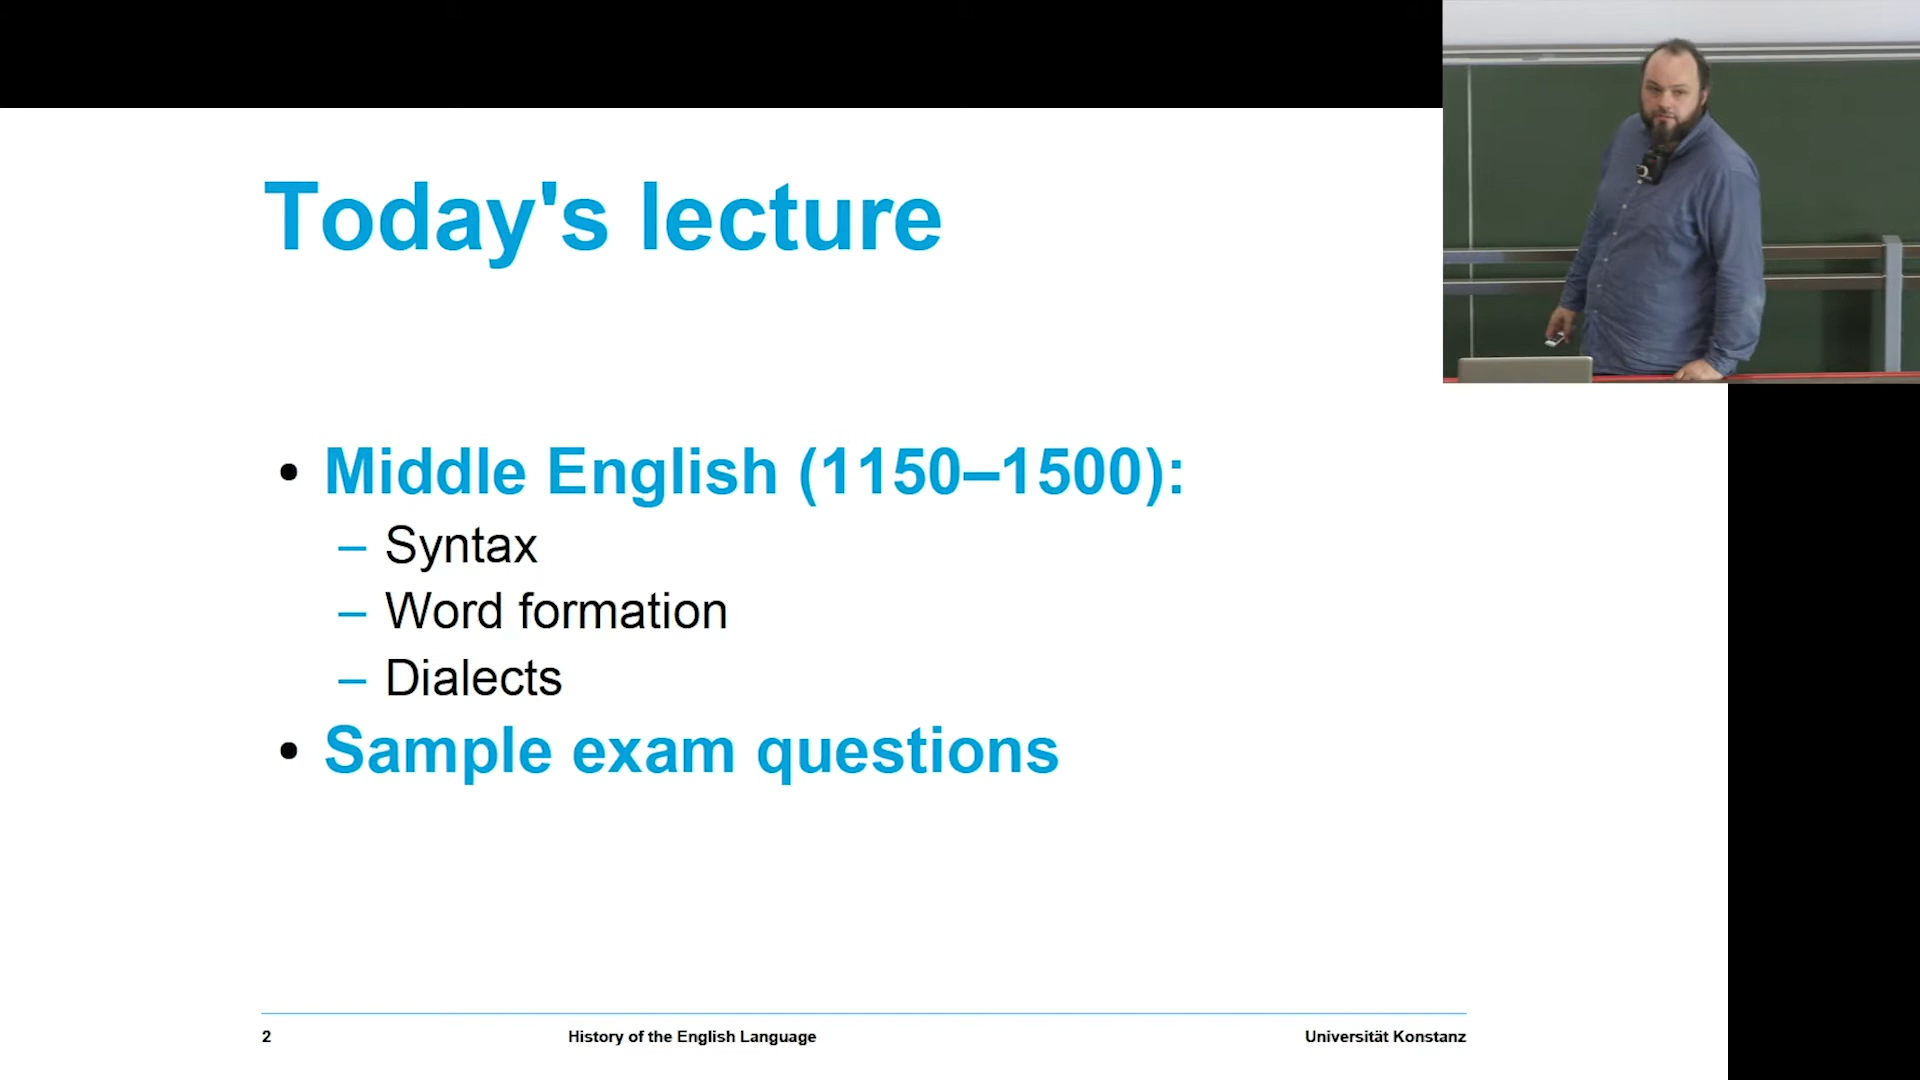 Today's lecture
• Middle English (1150–1500):
– Syntax
– Word formation
– Dialects
• Sample exam questions
2 History of the English Language Universität Konstanz